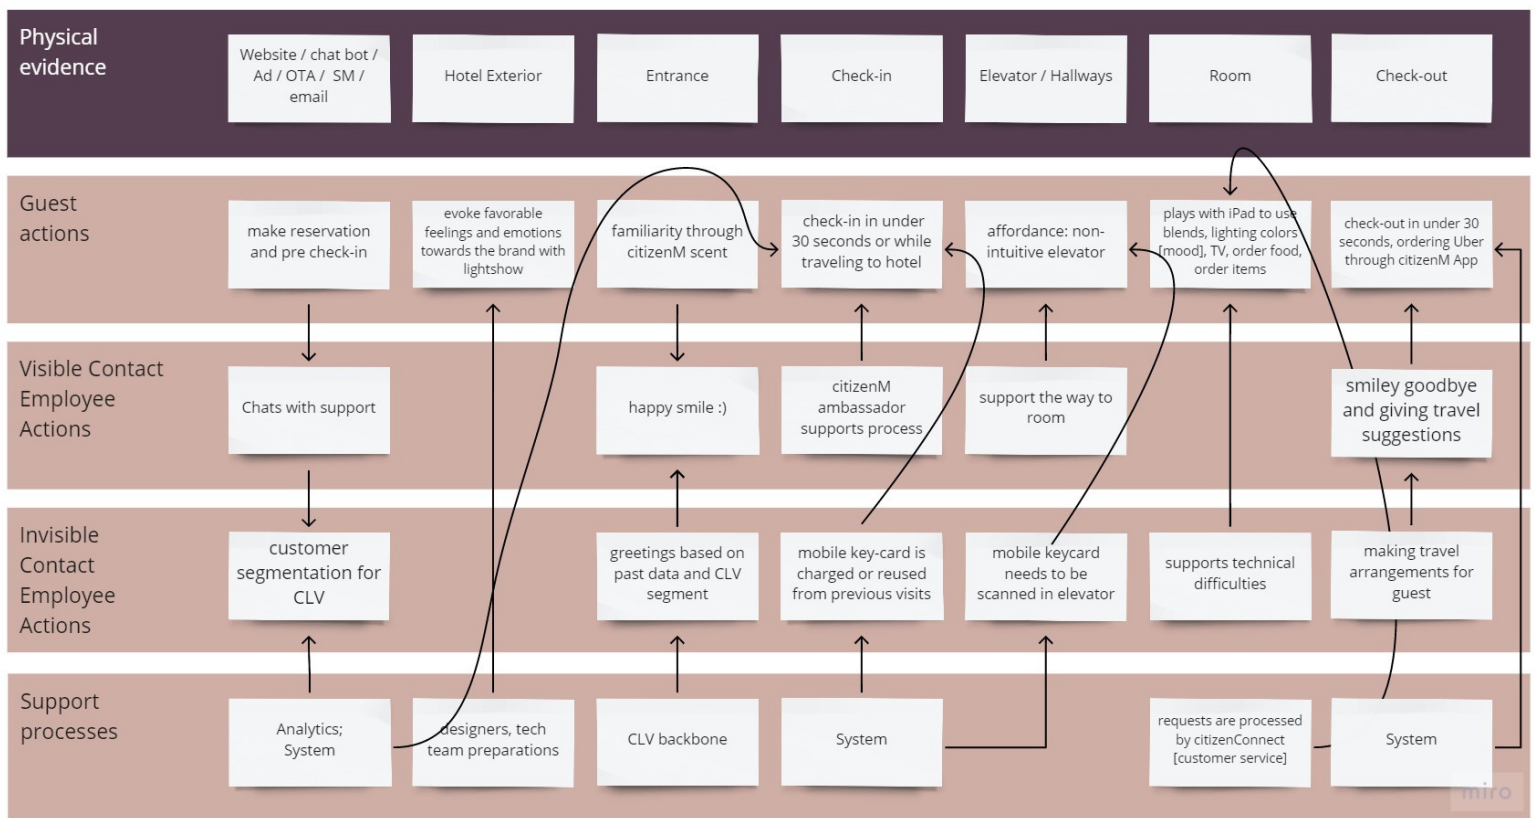 Physical
evidence
Website / chat bot /
Ad / OTA / SM /
email
Hotel Exterior
Entrance
Check-in
Elevator / Hallways
Room
Check-out
Guest
actions
make reservation
and pre check-in
evoke favorable
feelings and emotions
towards the brand with
lightshow
familiarity through
citizenM scent
check-in in under
30 seconds or while
traveling to hotel
affordance: non-
intuitive elevator
plays with iPad to use
blends, lighting colors
[mood], TV, order food,
order items
check-out in under 30
seconds, ordering Uber
through citizenM App
Visible Contact
Employee
Actions
Chats with support
happy smile :)
citizenM
ambassador
supports process
support the way to
room
smiley goodbye
and giving travel
suggestions
Invisible
Contact
Employee
Actions
customer
segmentation for
CLV
greetings based on
past data and CLV
segment
mobile key-card is
charged or reused
from previous visits
mobile keycard
needs to be
scanned in elevator
supports technical
difficulties
making travel
arrangements for
guest
Support
processes
Analytics;
System
designers, tech
team preparations
CLV backbone
System
requests are processed
by citizenConnect
[customer service]
System
miro